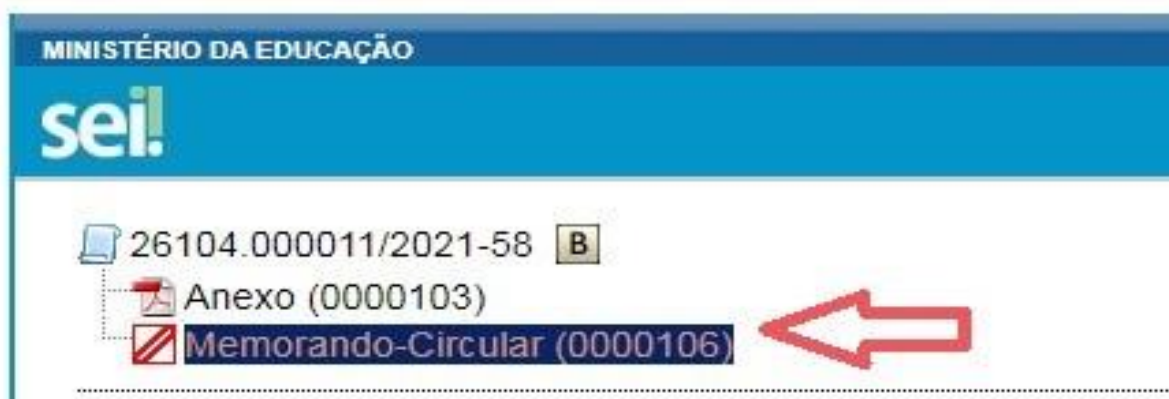 MINISTÉRIO DA EDUCAÇÃO
sei!
26104.000011/2021-58 B
Anexo (0000103)
Memorando-Circular (0000106)